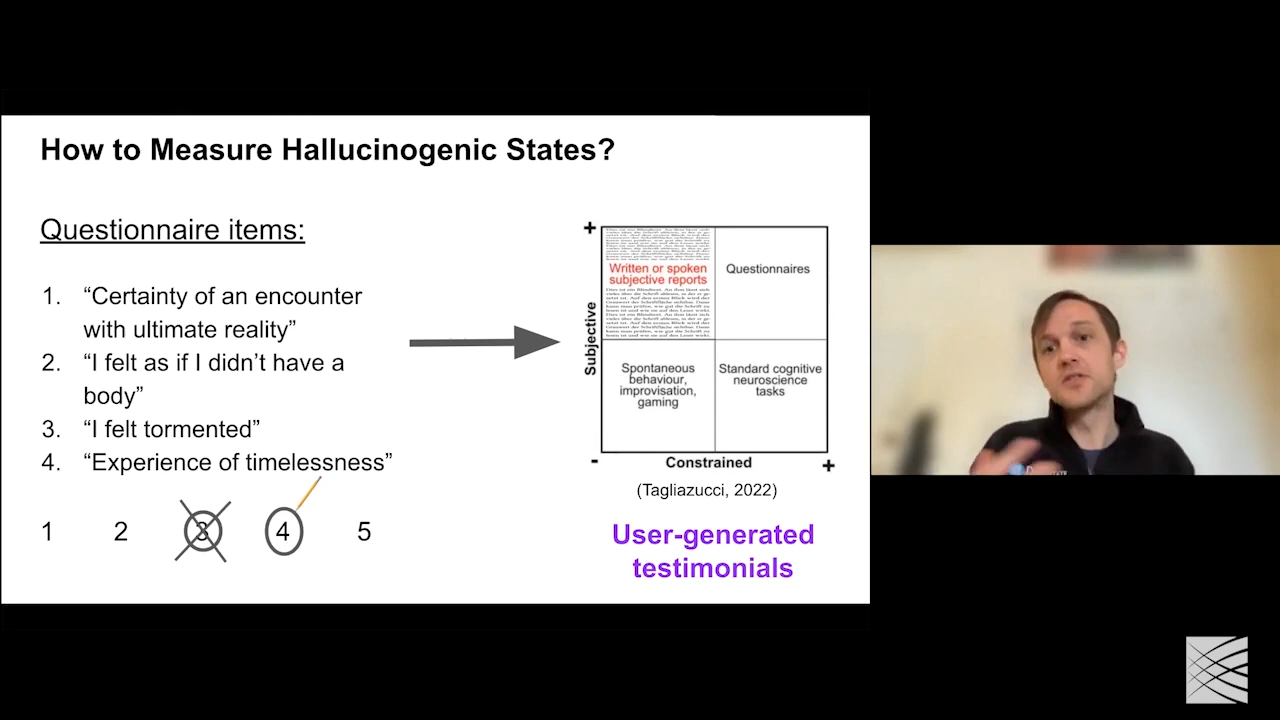 How to Measure Hallucinogenic States?
Questionnaire items:
1. “Certainty of an encounter
with ultimate reality”
2. “I felt as if I didn’t have a
body”
3. “I felt tormented”
4. “Experience of timelessness”
1 2 3 4 5
+
Subjective
Written or spoken
subjective reports
Questionnaires
Spontaneous
behaviour,
improvisation,
gaming
Standard cognitive
neuroscience
tasks
-
Constrained
+
(Tagliazucci, 2022)
User-generated
testimonials